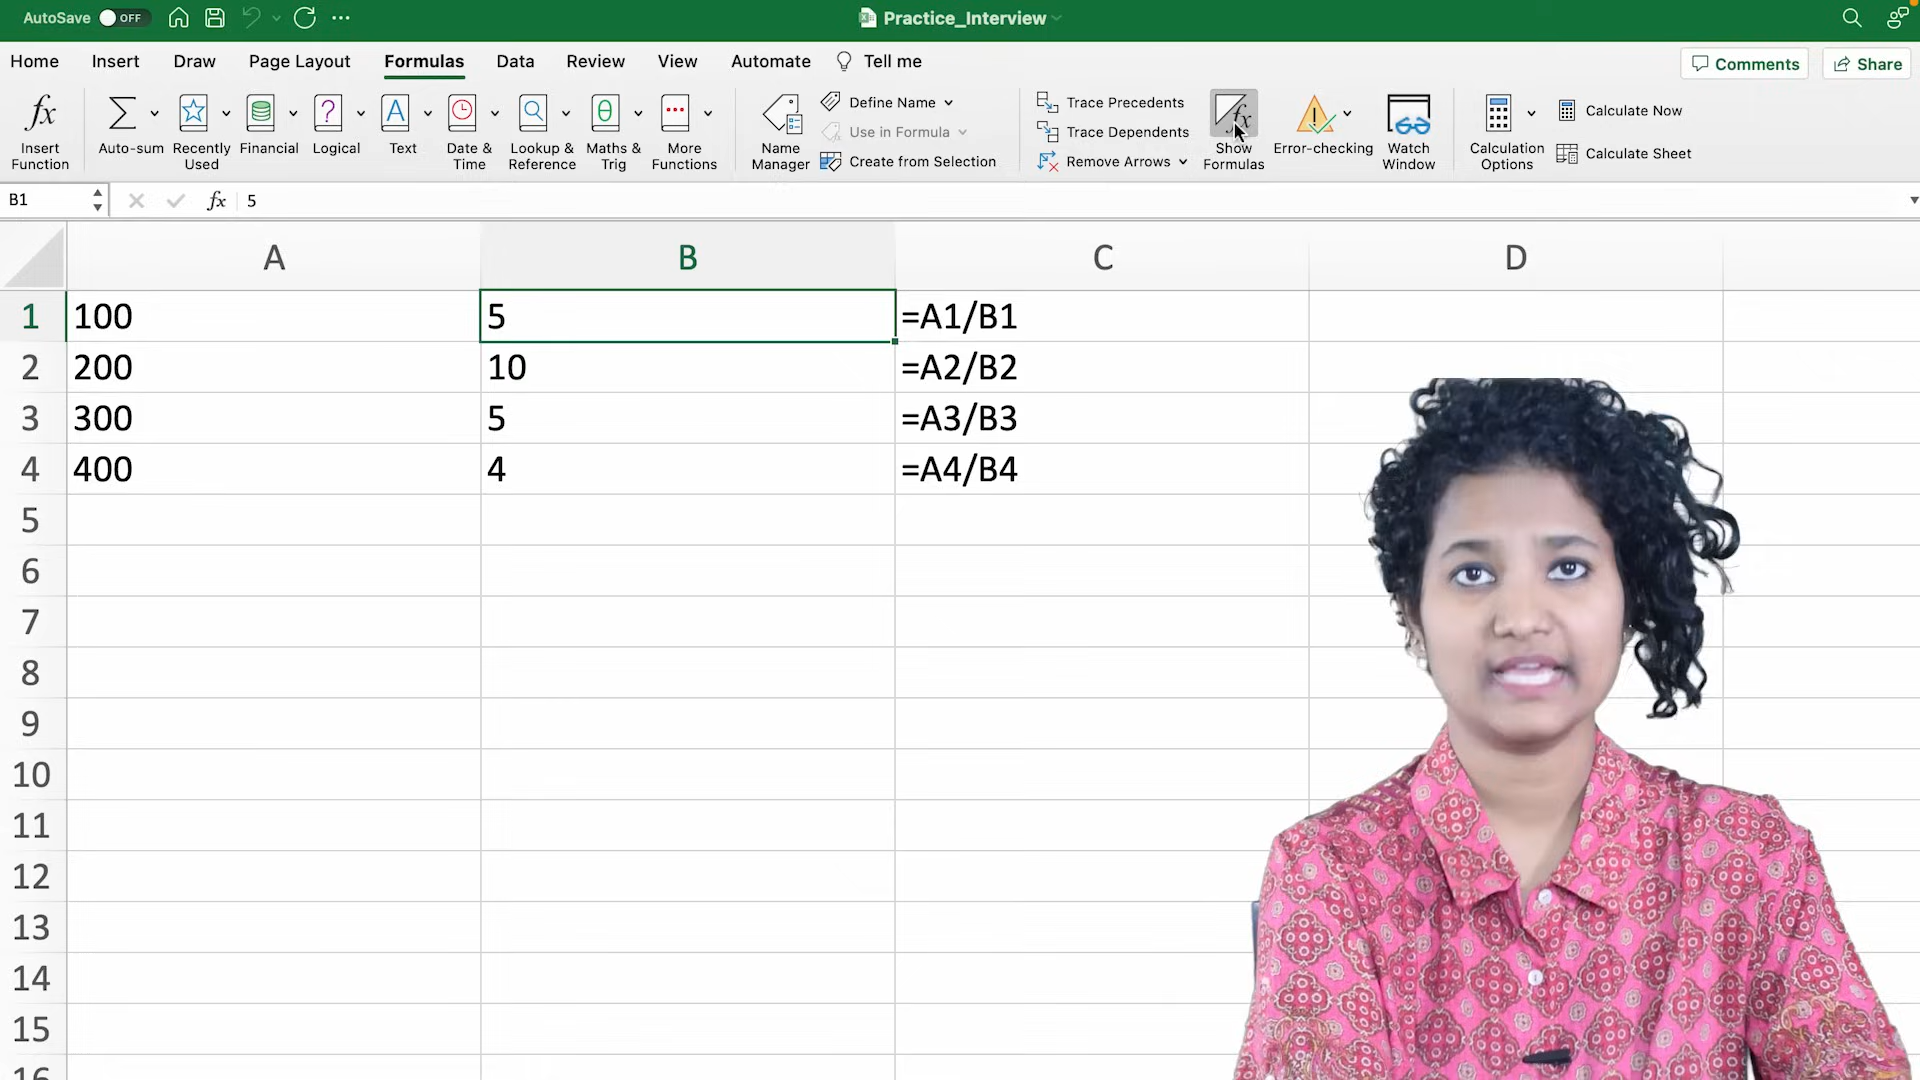 AutoSave OFF Practice_Interview
Home Insert Draw Page Layout Formulas Data Review View Automate Tell me Comments Share
fx Insert Function
Auto-sum
Recently Used
Financial
Logical
Text
Date & Time
Lookup & Reference
Maths & Trig
More Functions
Name Manager
Define Name
Use in Formula
Create from Selection
Trace Precedents
Trace Dependents
Remove Arrows
fx Show Formulas
Error-checking
Watch Window
Calculation Options
Calculate Now
Calculate Sheet
B1 fx 5
A B C D
1 100 5 =A1/B1
2 200 10 =A2/B2
3 300 5 =A3/B3
4 400 4 =A4/B4
5
6
7
8
9
10
11
12
13
14
15
16